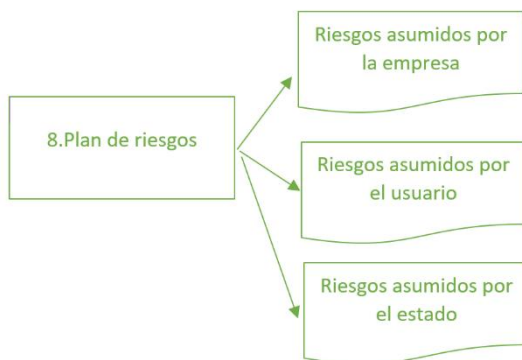 Riesgos asumidos por
la empresa
8.Plan de riesgos
Riesgos asumidos por
el usuario
Riesgos asumidos por
el estado